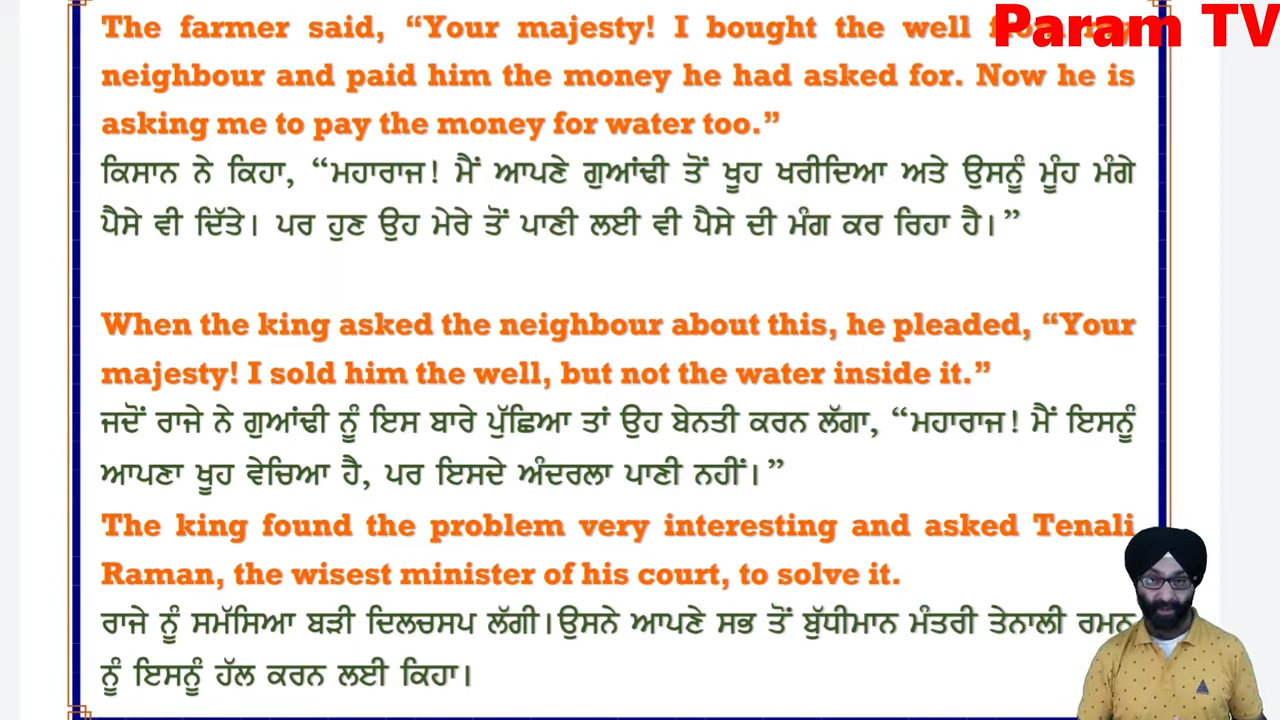 The farmer said, “Your majesty! I bought the well
Param TV
neighbour and paid him the money he had asked for. Now he is
asking me to pay the money for water too.”
ਕਿਸਾਨ ਨੇ ਕਿਹਾ, “ਮਹਾਰਾਜ! ਮੈਂ ਆਪਣੇ ਗੁਆਂਢੀ ਤੋਂ ਖੂਹ ਖਰੀਦਿਆ ਅਤੇ ਉਸਨੂੰ ਮੂੰਹ ਮੰਗੇ
ਪੈਸੇ ਵੀ ਦਿੱਤੇ। ਪਰ ਹੁਣ ਉਹ ਮੇਰੇ ਤੋਂ ਪਾਣੀ ਲਈ ਵੀ ਪੈਸੇ ਦੀ ਮੰਗ ਕਰ ਰਿਹਾ ਹੈ।”
When the king asked the neighbour about this, he pleaded, “Your
majesty! I sold him the well, but not the water inside it.”
ਜਦੋਂ ਰਾਜੇ ਨੇ ਗੁਆਂਢੀ ਨੂੰ ਇਸ ਬਾਰੇ ਪੁੱਛਿਆ ਤਾਂ ਉਹ ਬੇਨਤੀ ਕਰਨ ਲੱਗਾ, “ਮਹਾਰਾਜ! ਮੈਂ ਇਸਨੂੰ
ਆਪਣਾ ਖੂਹ ਵੇਚਿਆ ਹੈ, ਪਰ ਇਸਦੇ ਅੰਦਰਲਾ ਪਾਣੀ ਨਹੀਂ।”
The king found the problem very interesting and asked Tenali
Raman, the wisest minister of his court, to solve it.
ਰਾਜੇ ਨੂੰ ਸਮੱਸਿਆ ਬੜੀ ਦਿਲਚਸਪ ਲੱਗੀ।ਉਸਨੇ ਆਪਣੇ ਸਭ ਤੋਂ ਬੁੱਧੀਮਾਨ ਮੰਤਰੀ ਤੇਨਾਲੀ ਰਮਨ
ਨੂੰ ਇਸਨੂੰ ਹੱਲ ਕਰਨ ਲਈ ਕਿਹਾ।